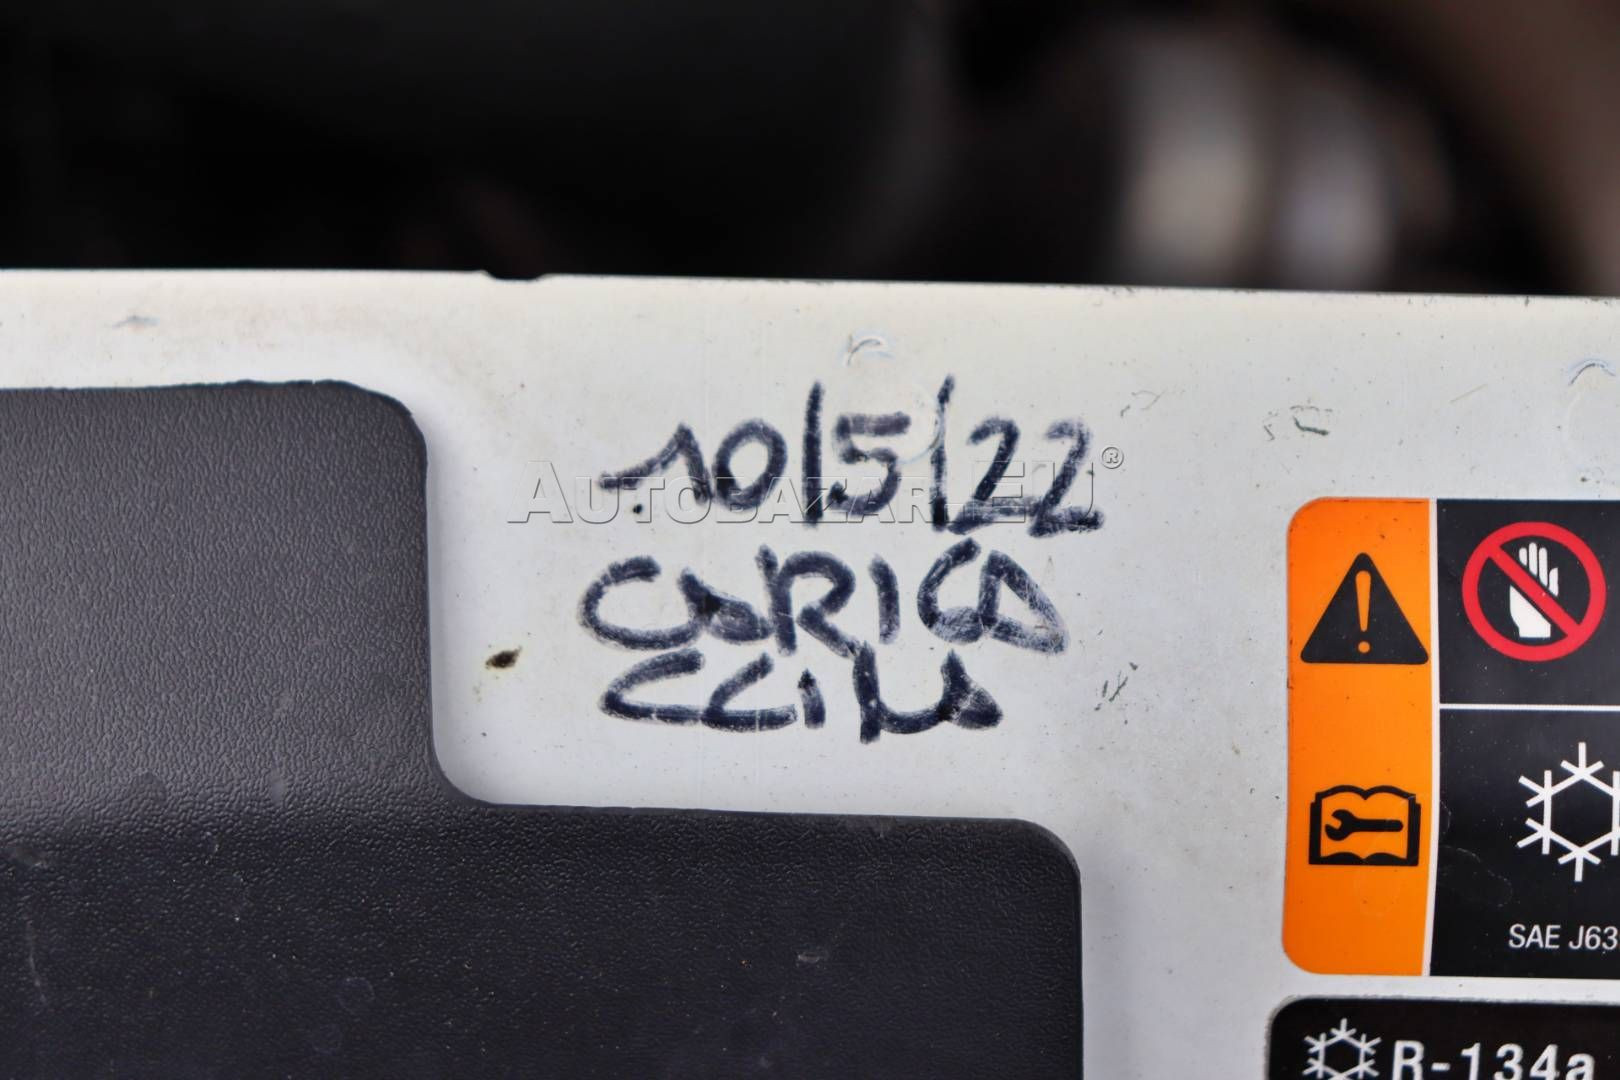 10/5/22
AUTOBAZAR.EU®
CARICA
CLIMA
SAE J63
R-134a